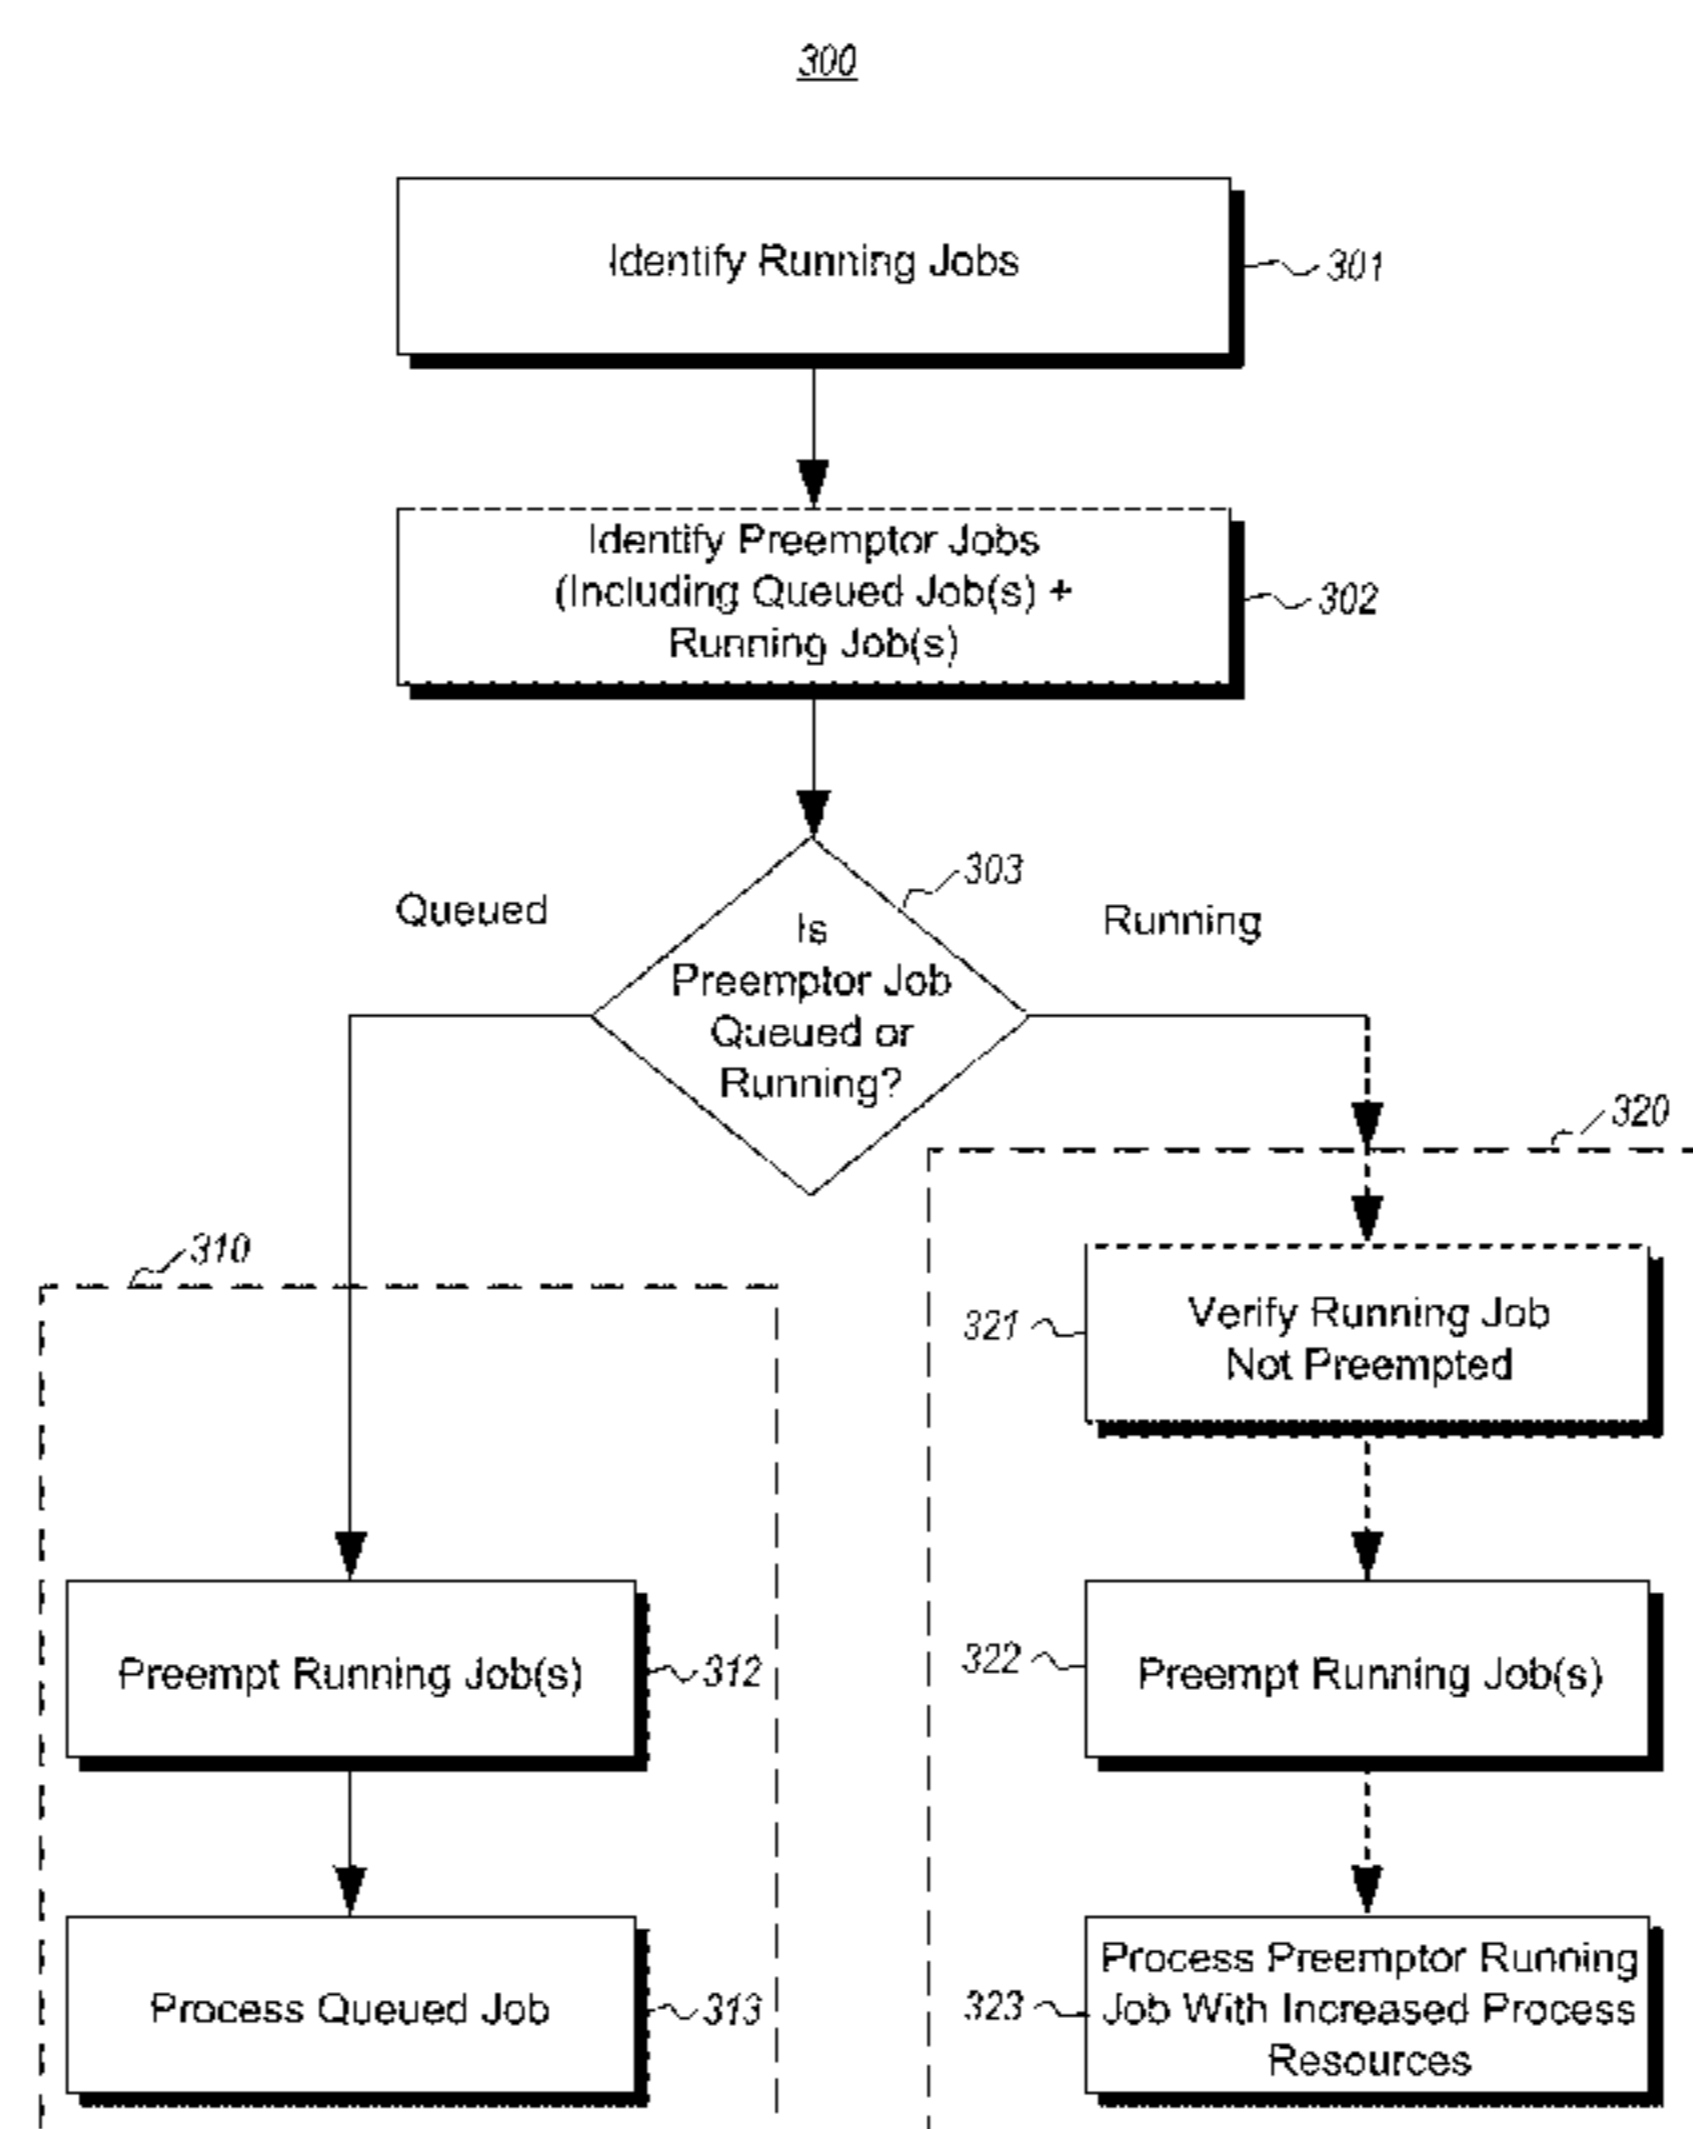 300
Identify Running Jobs
301
Identify Preemptor Jobs
(Including Queued Job(s) +
Running Job(s)
302
303
Queued
Running
Is
Preemptor Job
Queued or
Running?
320
310
321
Verify Running Job
Not Preempted
Preempt Running Job(s)
312
322
Preempt Running Job(s)
Process Queued Job
313
323
Process Preemptor Running
Job With Increased Process
Resources